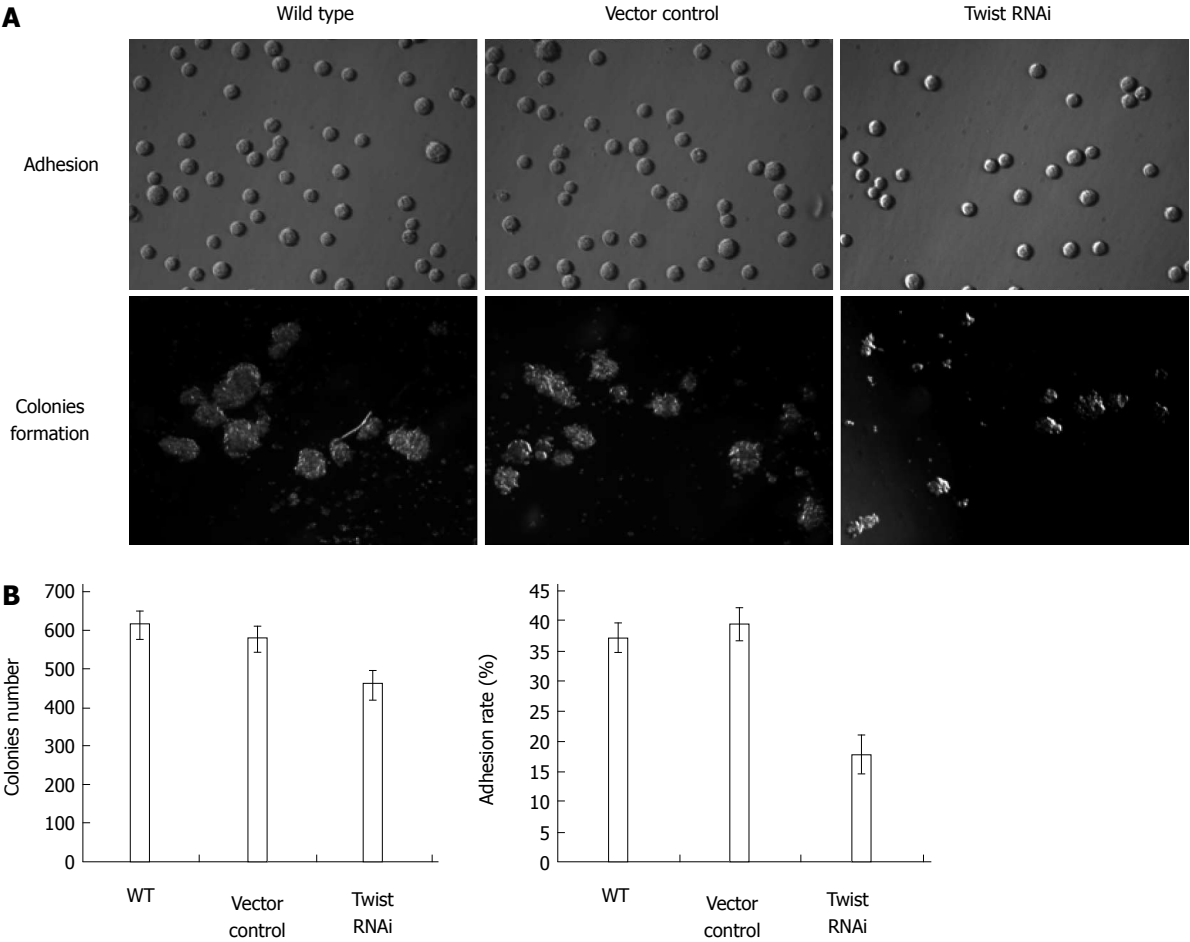 A
Wild type
Vector control
Twist RNAi
Adhesion
Colonies
formation
B
Colonies number
700
600
500
400
300
200
100
0
WT
Vector
control
Twist
RNAi
Adhesion rate (%)
45
40
35
30
25
20
15
10
5
0
WT
Vector
control
Twist
RNAi